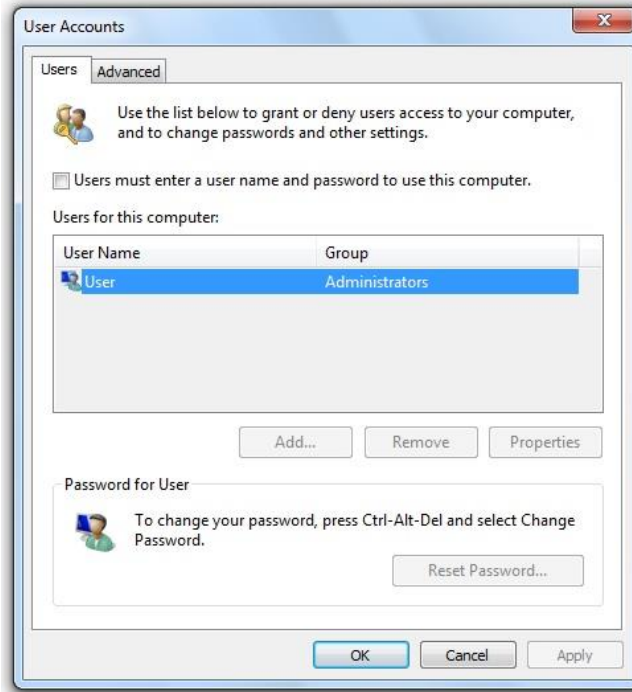 User Accounts
Users
Advanced
Use the list below to grant or deny users access to your computer,
and to change passwords and other settings.
Users must enter a user name and password to use this computer.
Users for this computer:
User Name Group
User Administrators
Add... Remove Properties
Password for User
To change your password, press Ctrl-Alt-Del and select Change
Password.
Reset Password...
OK Cancel Apply